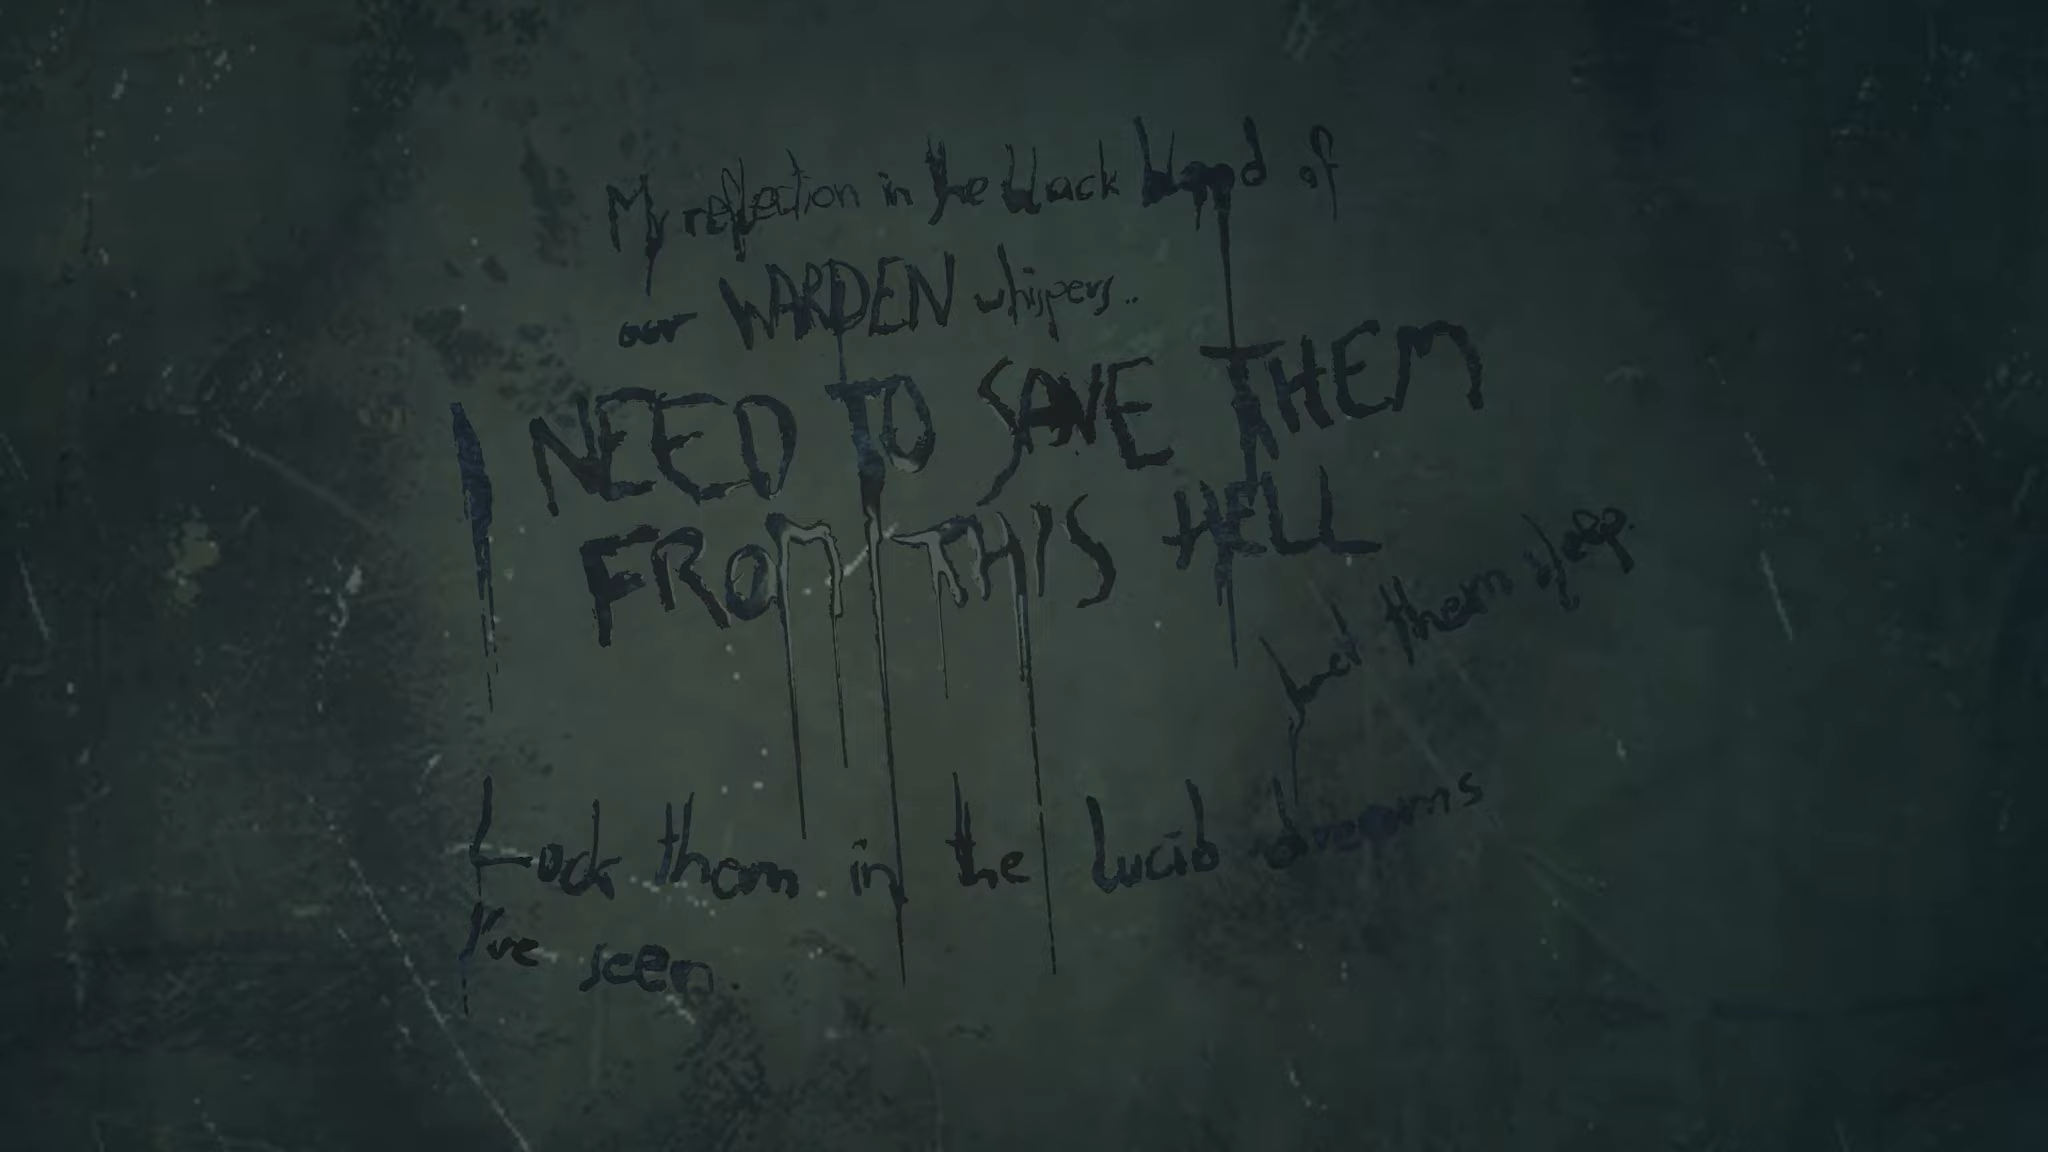 My reflection in the black blood of
our WARDEN whispers..
I NEED TO SAVE THEM
FROM THIS HELL
Let them sleep.
Lock them in the lucid dreams
I've seen.